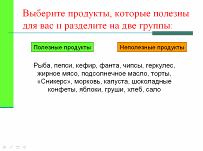 Выберите продукты, которые полезны
для вас и разделите на две группы:
Полезные продукты
Неполезные продукты
Рыба, пепси, кефир, фанта, чипсы, геркулес,
жирное мясо, подсолнечное масло, торты,
«Сникерс», морковь, капуста, шоколадные
конфеты, яблоки, груши, хлеб, сало